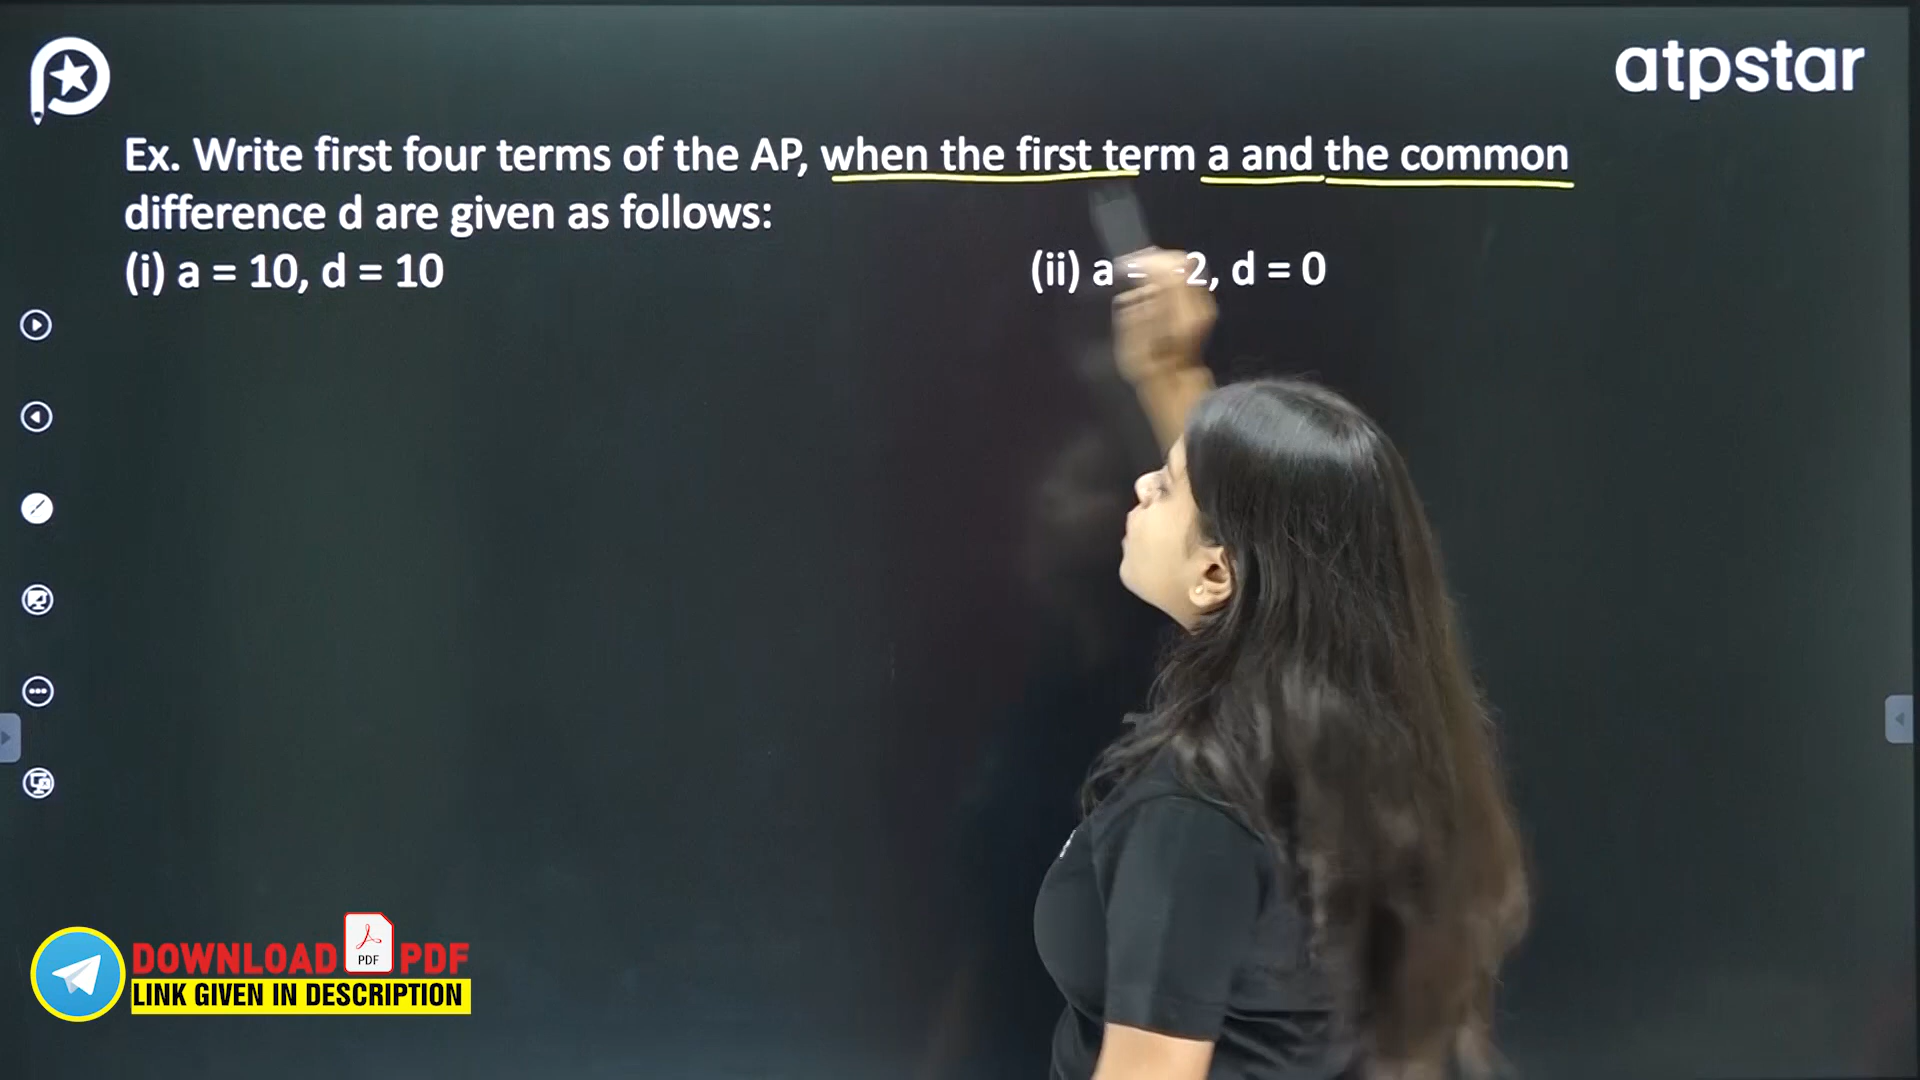 atpstar
Ex. Write first four terms of the AP, when the first term a and the common
difference d are given as follows:
(i) a = 10, d = 10
(ii) a = -2, d = 0
DOWNLOAD PDF PDF
LINK GIVEN IN DESCRIPTION